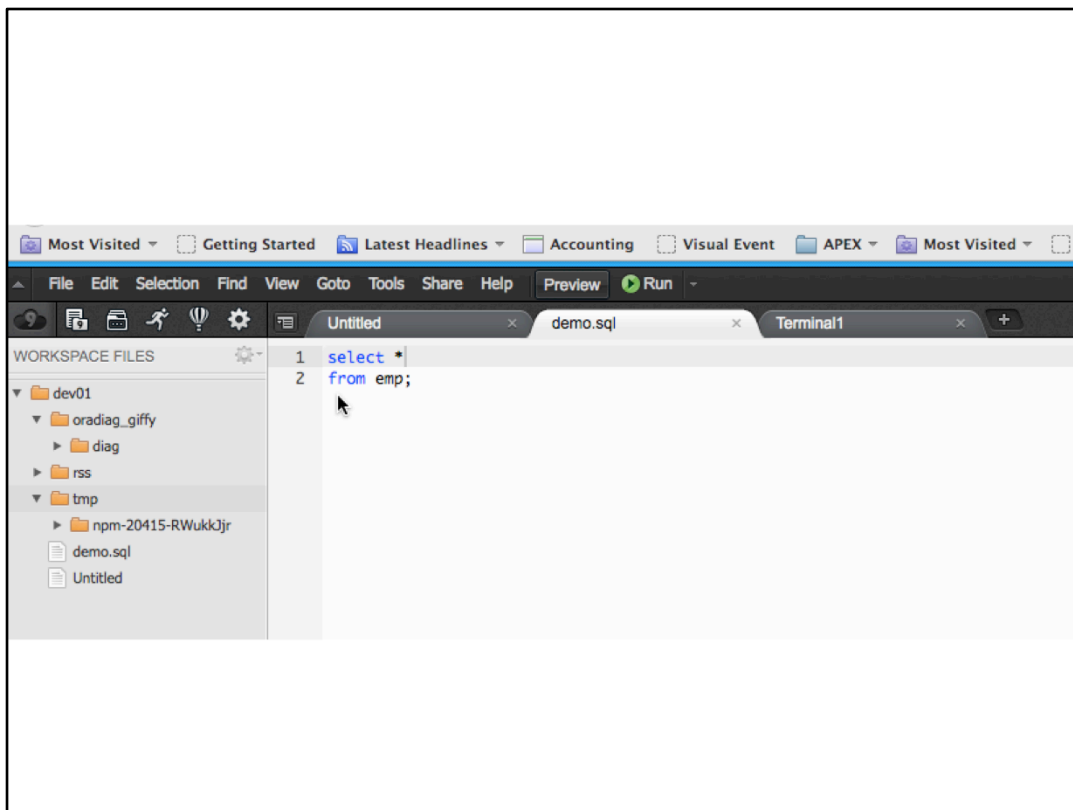 Most Visited Getting Started Latest Headlines Accounting Visual Event APEX Most Visited
File Edit Selection Find View Goto Tools Share Help Preview Run
9 Untitled demo.sql Terminal1
WORKSPACE FILES
1 select *
2 from emp;
dev01
oradiag_giffy
diag
rss
tmp
npm-20415-RWukkJjr
demo.sql
Untitled